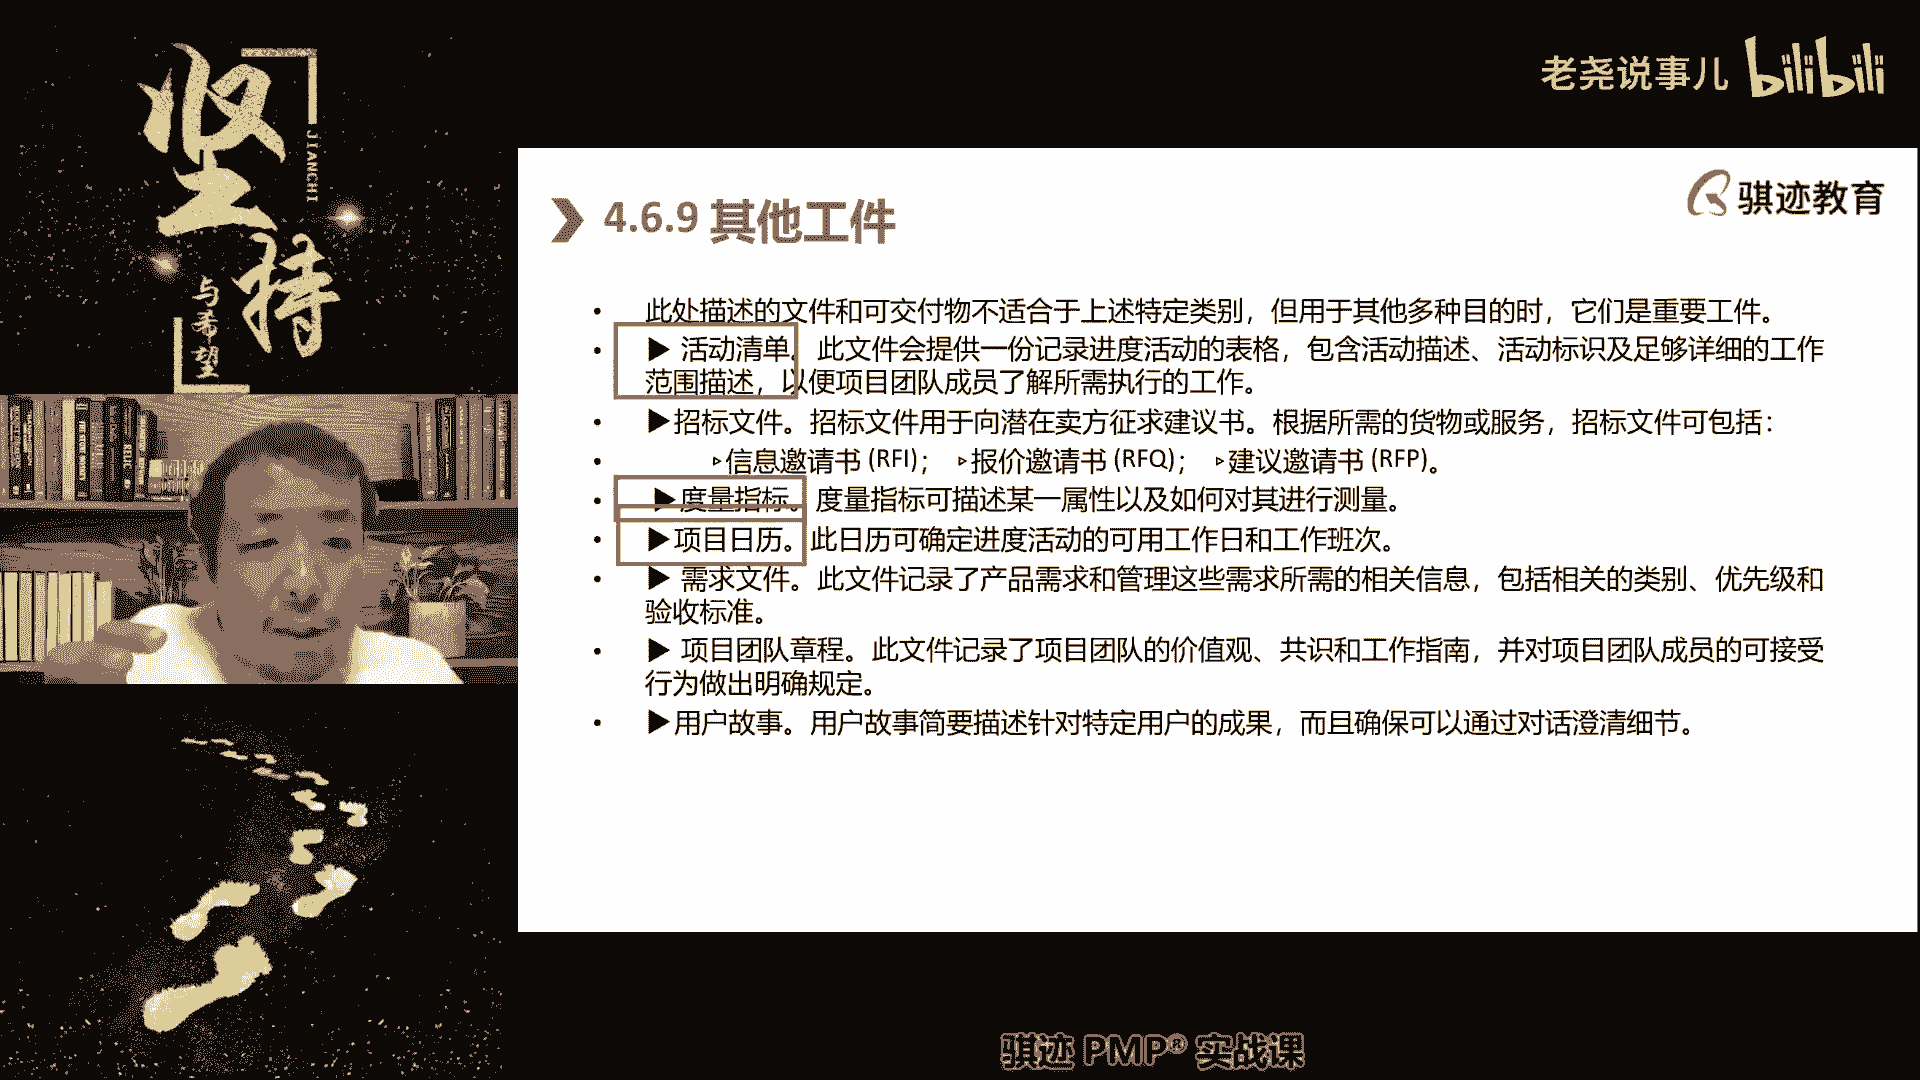 坚持
JIANCHI
与希望
老尧说事儿 bilibili
骐迹教育
4.6.9 其他工件
• 此处描述的文件和可交付物不适合于上述特定类别，但用于其他多种目的时，它们是重要工件。
• ▶ 活动清单。此文件会提供一份记录进度活动的表格，包含活动描述、活动标识及足够详细的工作
范围描述，以便项目团队成员了解所需执行的工作。
• ▶招标文件。招标文件用于向潜在卖方征求建议书。根据所需的货物或服务，招标文件可包括：
• ▹信息邀请书 (RFI)； ▹报价邀请书 (RFQ)； ▹建议邀请书 (RFP)。
• ▶度量指标。度量指标可描述某一属性以及如何对其进行测量。
• ▶项目日历。此日历可确定进度活动的可用工作日和工作班次。
• ▶ 需求文件。此文件记录了产品需求和管理这些需求所需的相关信息，包括相关的类别、优先级和
验收标准。
• ▶ 项目团队章程。此文件记录了项目团队的价值观、共识和工作指南，并对项目团队成员的可接受
行为做出明确规定。
• ▶用户故事。用户故事简要描述针对特定用户的成果，而且确保可以通过对话澄清细节。
骐迹 PMP® 实战课